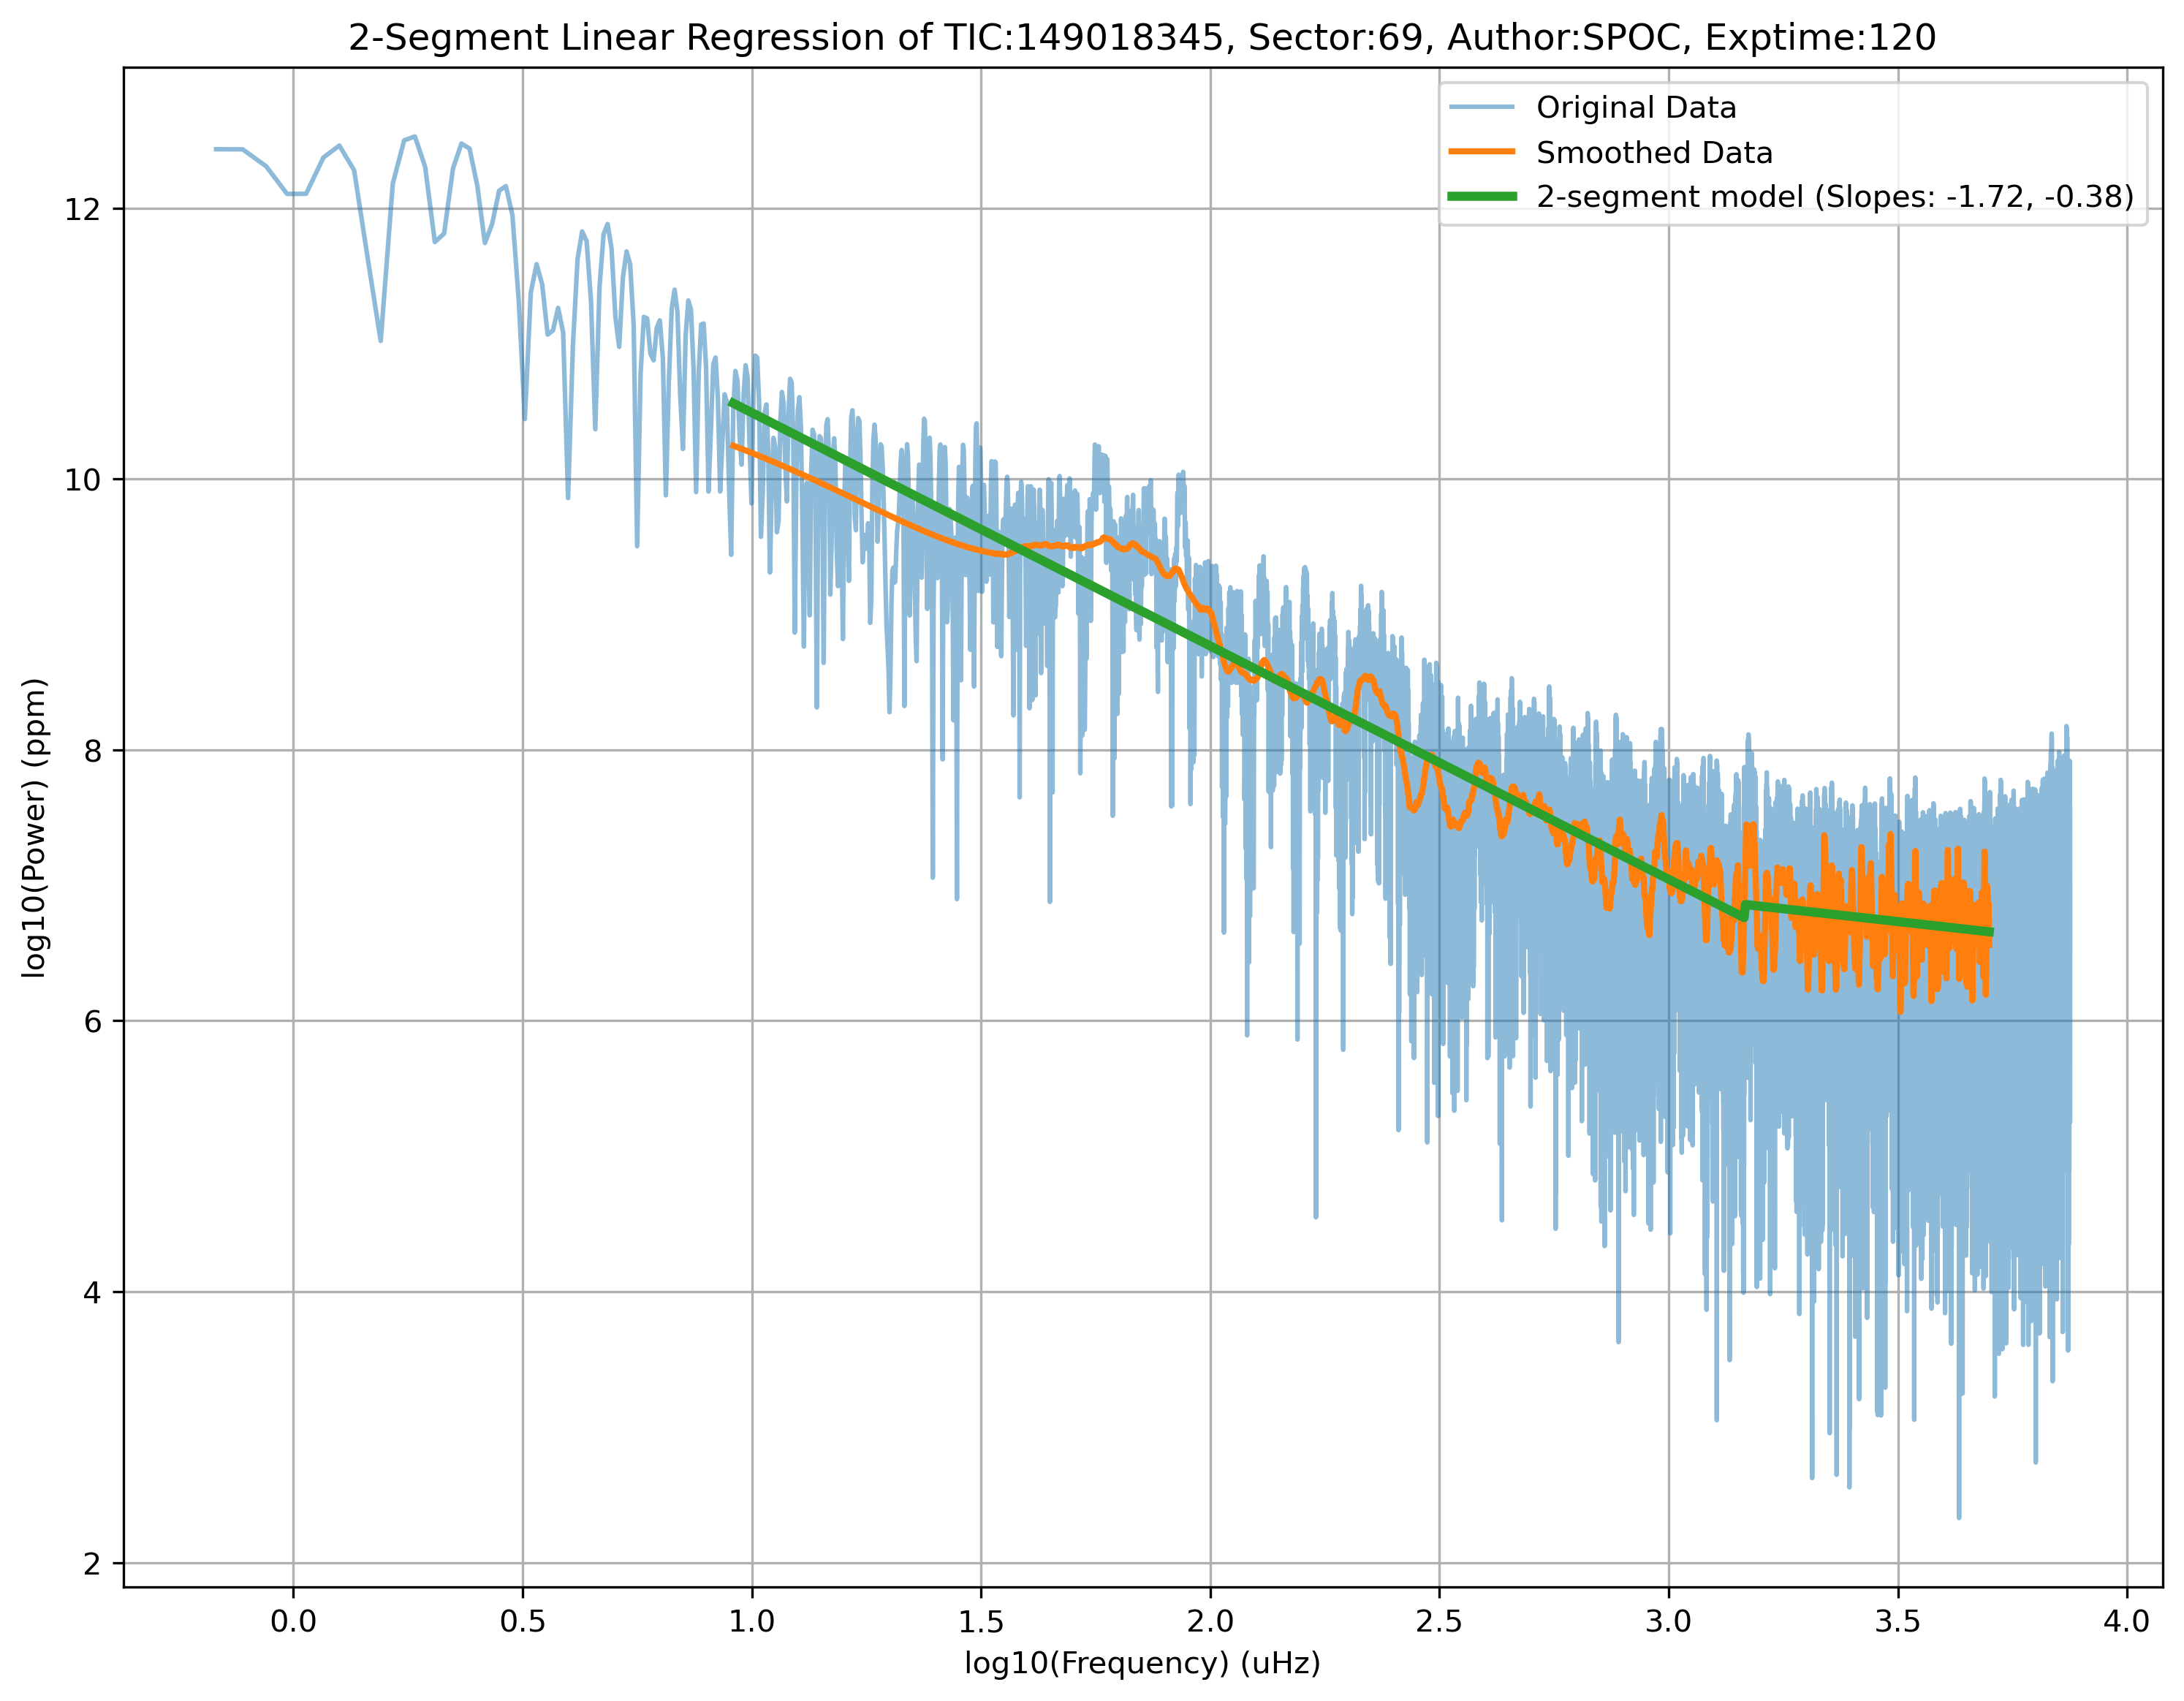 2-Segment Linear Regression of TIC:149018345, Sector:69, Author:SPOC, Exptime:120
Original Data
Smoothed Data
2-segment model (Slopes: -1.72, -0.38)
log10(Power) (ppm)
12
10
8
6
4
2
0.0 0.5 1.0 1.5 2.0 2.5 3.0 3.5 4.0
log10(Frequency) (uHz)